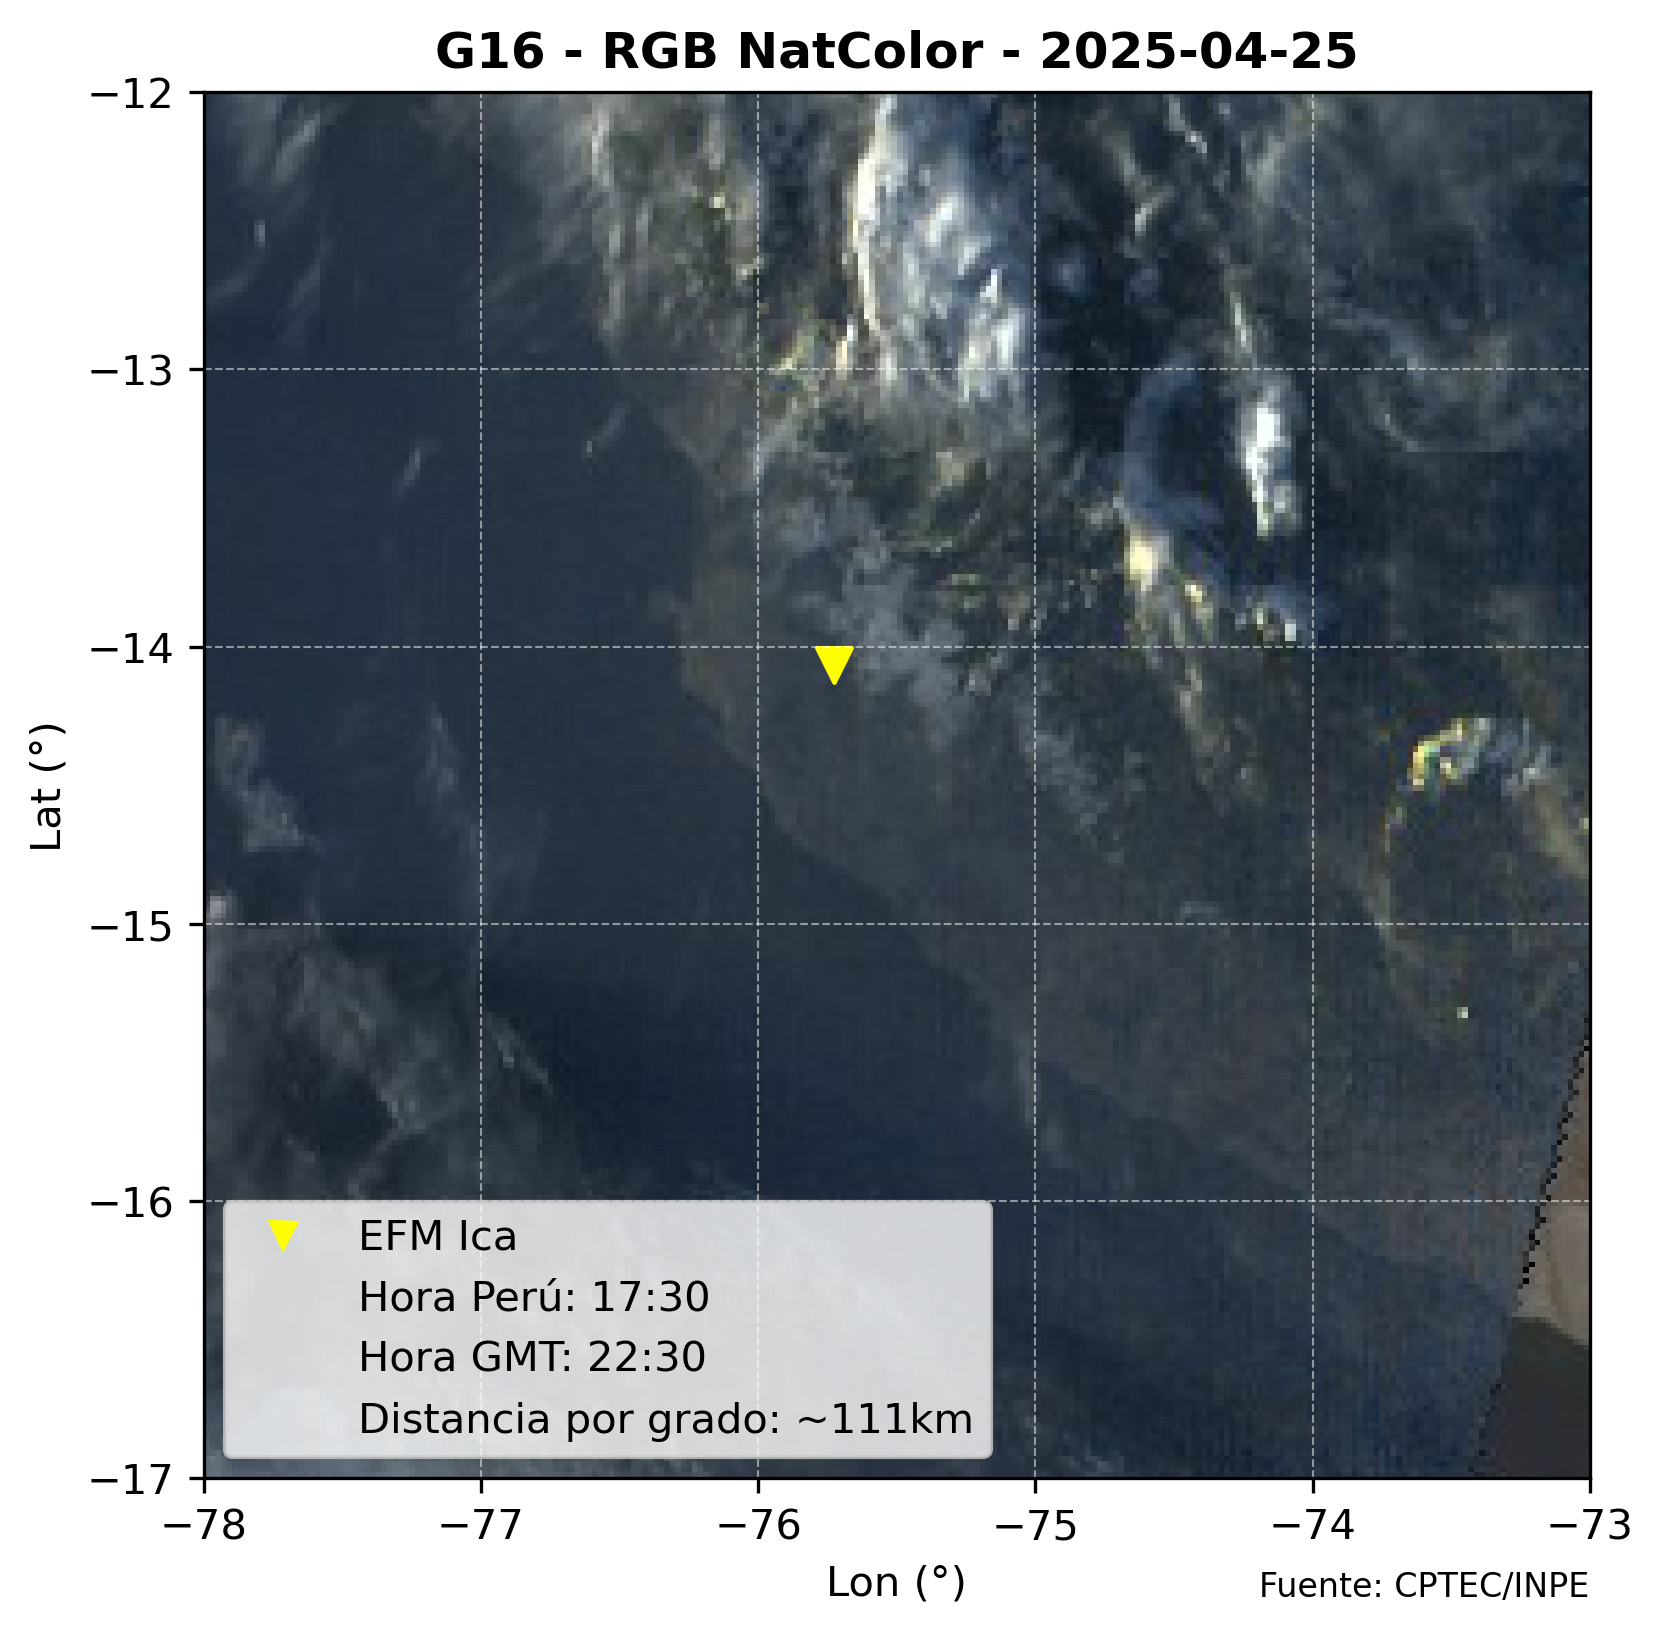 G16 - RGB NatColor - 2025-04-25
−12
−13
−14
−15
−16
−17
Lat (°)
EFM Ica
Hora Perú: 17:30
Hora GMT: 22:30
Distancia por grado: ~111km
−78
−77
−76
−75
−74
−73
Lon (°)
Fuente: CPTEC/INPE